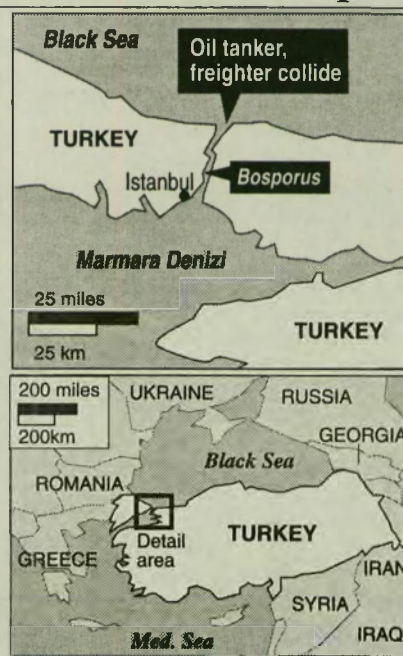 Black Sea
Oil tanker,
freighter collide
TURKEY
Istanbul
Bosporus
Marmara Denizi
25 miles
25 km
TURKEY
200 miles
200km
UKRAINE
RUSSIA
GEORGIA
Black Sea
ROMANIA
TURKEY
Detail
area
GREECE
IRAN
SYRIA
IRAQ
Med. Sea